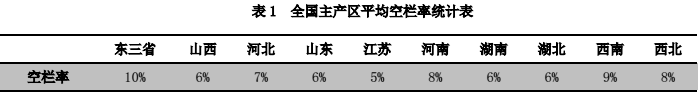 表 1 全国主产区平均空栏率统计表
东三省 山西 河北 山东 江苏 河南 湖南 湖北 西南 西北
空栏率 10% 6% 7% 6% 5% 8% 6% 6% 9% 8%